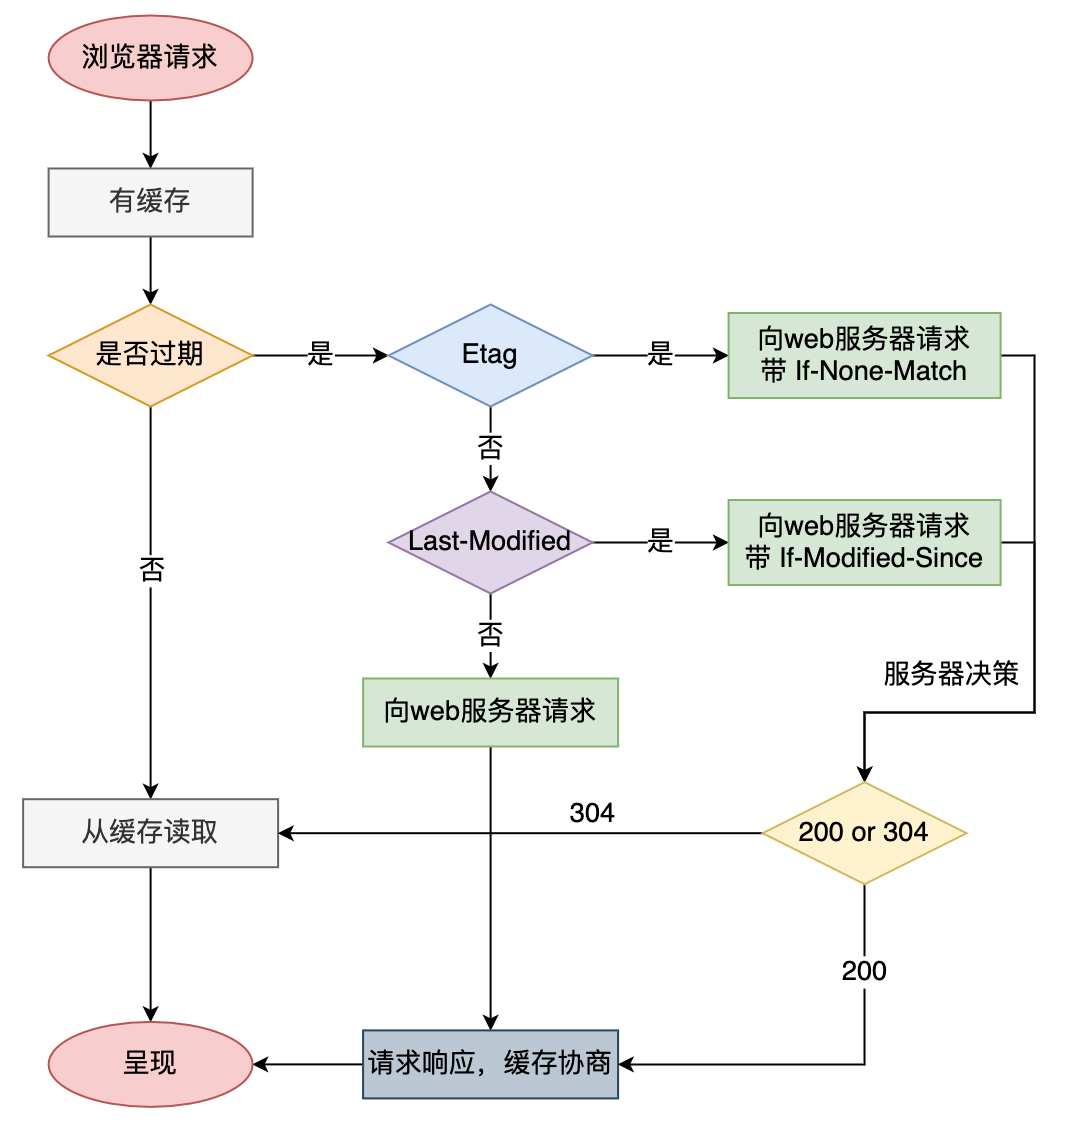 浏览器请求
有缓存
是否过期
是
Etag
是
向web服务器请求
带 If-None-Match
否
Last-Modified
是
向web服务器请求
带 If-Modified-Since
否
否
服务器决策
向web服务器请求
304
从缓存读取
200 or 304
200
呈现
请求响应，缓存协商